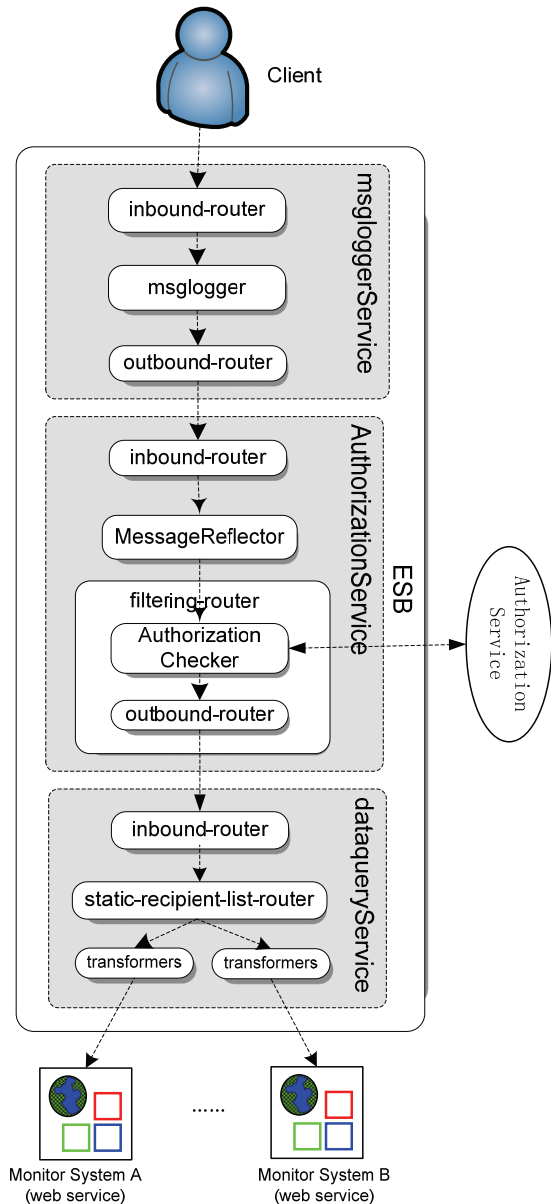 Client
msgloggerService
inbound-router
msglogger
outbound-router
AuthorizationService
inbound-router
MessageReflector
filtering-router
Authorization
Checker
outbound-router
ESB
Authorization
Service
dataqueryService
inbound-router
static-recipient-list-router
transformers
transformers
......
Monitor System A
(web service)
Monitor System B
(web service)